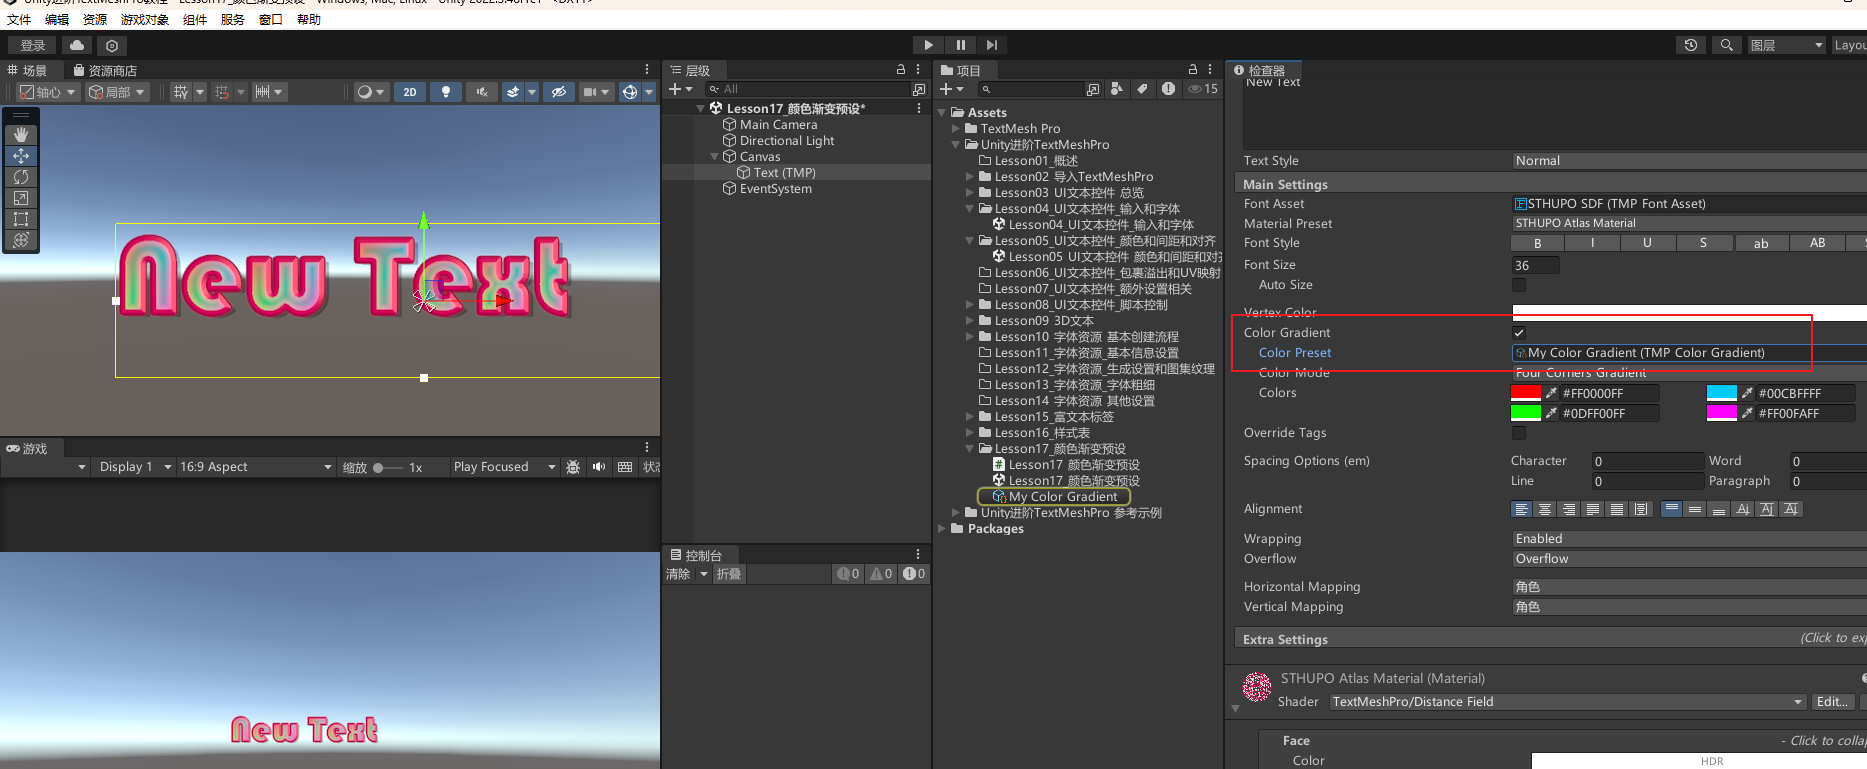 Unity进阶TextMeshPro教程 - Lesson17_颜色渐变预设 - Windows, Mac, Linux - Unity 2022.3.48f1c1* <DX11>
文件 编辑 资源 游戏对象 组件 服务 窗口 帮助
登录
图层
Layou
场景
资源商店
轴心
局部
2D
New Text
游戏
Display 1
16:9 Aspect
缩放
1x
Play Focused
状态
New Text
层级
All
Lesson17_颜色渐变预设*
Main Camera
Directional Light
Canvas
Text (TMP)
EventSystem
控制台
清除
折叠
0
0
0
项目
15
Assets
TextMesh Pro
Unity进阶TextMeshPro
Lesson01_概述
Lesson02_导入TextMeshPro
Lesson03_UI文本控件_总览
Lesson04_UI文本控件_输入和字体
Lesson04_UI文本控件_输入和字体
Lesson05_UI文本控件_颜色和间距和对齐
Lesson05_UI文本控件_颜色和间距和对齐
Lesson06_UI文本控件_包裹溢出和UV映射
Lesson07_UI文本控件_额外设置相关
Lesson08_UI文本控件_脚本控制
Lesson09_3D文本
Lesson10_字体资源_基本创建流程
Lesson11_字体资源_基本信息设置
Lesson12_字体资源_生成设置和图集纹理
Lesson13_字体资源_字体粗细
Lesson14_字体资源_其他设置
Lesson15_富文本标签
Lesson16_样式表
Lesson17_颜色渐变预设
Lesson17_颜色渐变预设
Lesson17_颜色渐变预设
My Color Gradient
Unity进阶TextMeshPro 参考示例
Packages
检查器
New Text
Text Style Normal
Main Settings
Font Asset STHUPO SDF (TMP Font Asset)
Material Preset STHUPO Atlas Material
Font Style B I U S ab AB S
Font Size 36
Auto Size
Vertex Color
Color Gradient
Color Preset My Color Gradient (TMP Color Gradient)
Color Mode Four Corners Gradient
Colors #FF0000FF #00CBFFFF
#0DFF00FF #FF00FAFF
Override Tags
Spacing Options (em) Character 0 Word 0
Line 0 Paragraph 0
Alignment
Wrapping Enabled
Overflow Overflow
Horizontal Mapping 角色
Vertical Mapping 角色
Extra Settings (Click to exp
STHUPO Atlas Material (Material)
Shader TextMeshPro/Distance Field Edit...
Face - Click to collap
Color HDR